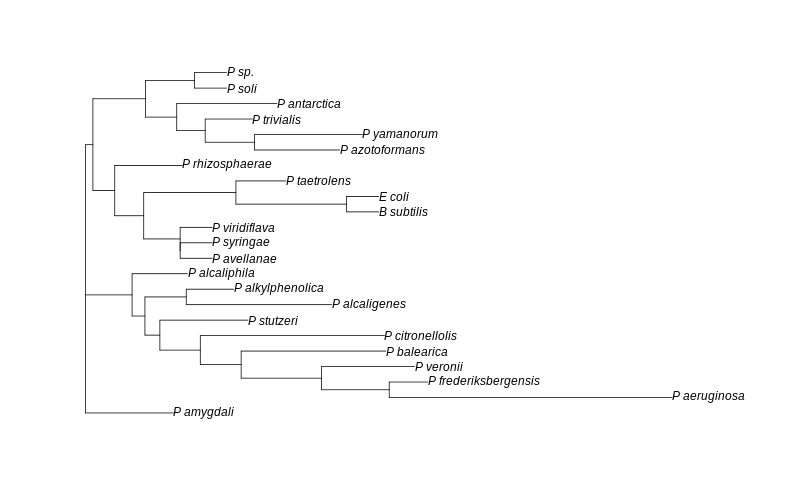 P sp.
P soli
P antarctica
P trivialis
P yamanorum
P azotoformans
P rhizosphaerae
P taetrolens
E coli
B subtilis
P viridiflava
P syringae
P avellanae
P alcaliphila
P alkylphenolica
P alcaligenes
P stutzeri
P citronellolis
P balearica
P veronii
P frederiksbergensis
P aeruginosa
P amygdali